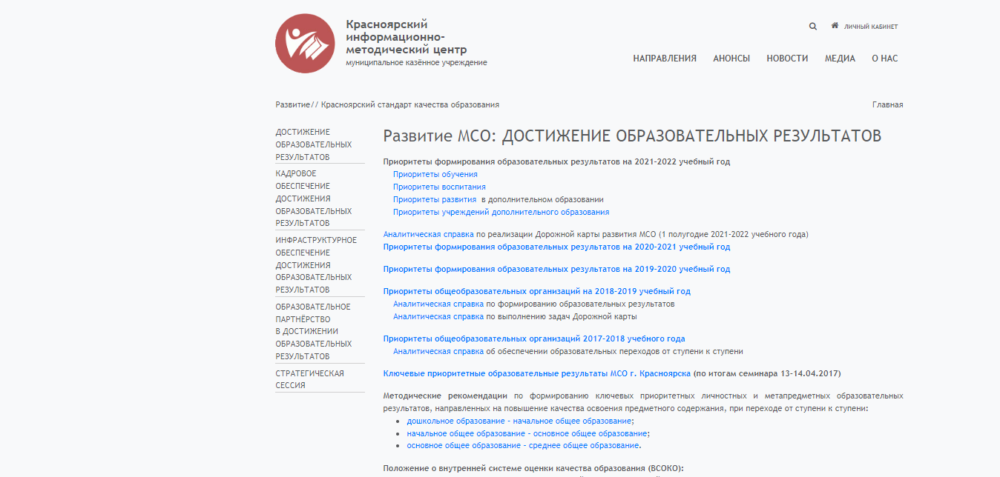 Красноярский
информационно-
методический центр
муниципальное казённое учреждение
ЛИЧНЫЙ КАБИНЕТ
НАПРАВЛЕНИЯ АНОНСЫ НОВОСТИ МЕДИА О НАС
Развитие// Красноярский стандарт качества образования
Главная
ДОСТИЖЕНИЕ
ОБРАЗОВАТЕЛЬНЫХ
РЕЗУЛЬТАТОВ
КАДРОВОЕ
ОБЕСПЕЧЕНИЕ
ДОСТИЖЕНИЯ
ОБРАЗОВАТЕЛЬНЫХ
РЕЗУЛЬТАТОВ
ИНФРАСТРУКТУРНОЕ
ОБЕСПЕЧЕНИЕ
ДОСТИЖЕНИЯ
ОБРАЗОВАТЕЛЬНЫХ
РЕЗУЛЬТАТОВ
ОБРАЗОВАТЕЛЬНОЕ
ПАРТНЁРСТВО
В ДОСТИЖЕНИИ
ОБРАЗОВАТЕЛЬНЫХ
РЕЗУЛЬТАТОВ
СТРАТЕГИЧЕСКАЯ
СЕССИЯ
Развитие МСО: ДОСТИЖЕНИЕ ОБРАЗОВАТЕЛЬНЫХ РЕЗУЛЬТАТОВ
Приоритеты формирования образовательных результатов на 2021-2022 учебный год
Приоритеты обучения
Приоритеты воспитания
Приоритеты развития в дополнительном образовании
Приоритеты учреждений дополнительного образования
Аналитическая справка по реализации Дорожной карты развития МСО (1 полугодие 2021-2022 учебного года)
Приоритеты формирования образовательных результатов на 2020-2021 учебный год
Приоритеты формирования образовательных результатов на 2019-2020 учебный год
Приоритеты общеобразовательных организаций на 2018-2019 учебный год
Аналитическая справка по формированию образовательных результатов
Аналитическая справка по выполнению задач Дорожной карты
Приоритеты общеобразовательных организаций 2017-2018 учебного года
Аналитическая справка об обеспечении образовательных переходов от ступени к ступени
Ключевые приоритетные образовательные результаты МСО г. Красноярска (по итогам семинара 13-14.04.2017)
Методические рекомендации по формированию ключевых приоритетных личностных и метапредметных образовательных
результатов, направленных на повышение качества освоения предметного содержания, при переходе от ступени к ступени:
• дошкольное образование - начальное общее образование;
• начальное общее образование - основное общее образование;
• основное общее образование - среднее общее образование.
Положение о внутренней системе оценки качества образования (ВСОКО):